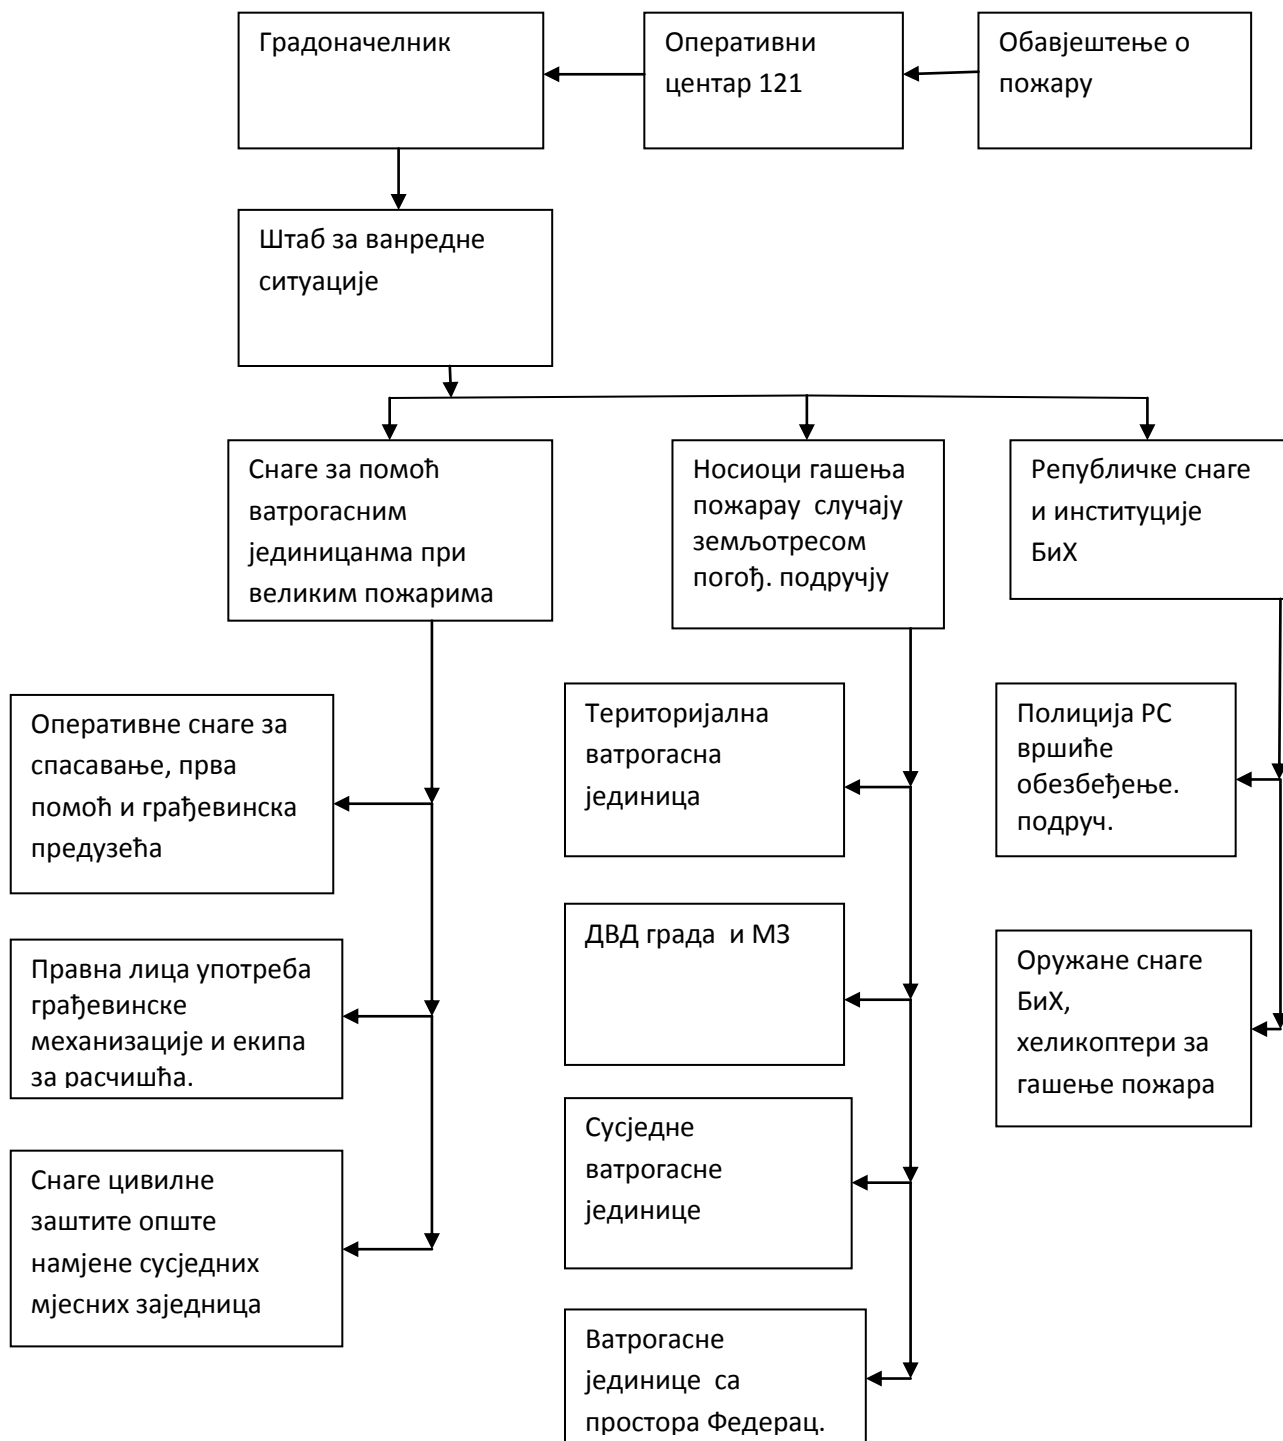 Градоначелник
Оперативни
центар 121
Обавјештење о
пожару
Штаб за ванредне
ситуације
Снаге за помоћ
ватрогасним
јединицанма при
великим пожарима
Носиоци гашења
пожарау  случају
земљотресом
погођ. подручју
Републичке снаге
и институције
БиХ
Оперативне снаге за
спасавање, прва
помоћ и грађевинска
предузећа
Територијална
ватрогасна
јединица
Полиција РС
вршиће
обезбеђење.
подруч.
Правна лица употреба
грађевинске
механизације и екипа
за расчишћа.
ДВД града  и МЗ
Оружане снаге
БиХ,
хеликоптери за
гашење пожара
Снаге цивилне
заштите опште
намјене сусједних
мјесних заједница
Сусједне
ватрогасне
јединице
Ватрогасне
јединице  са
простора Федерац.